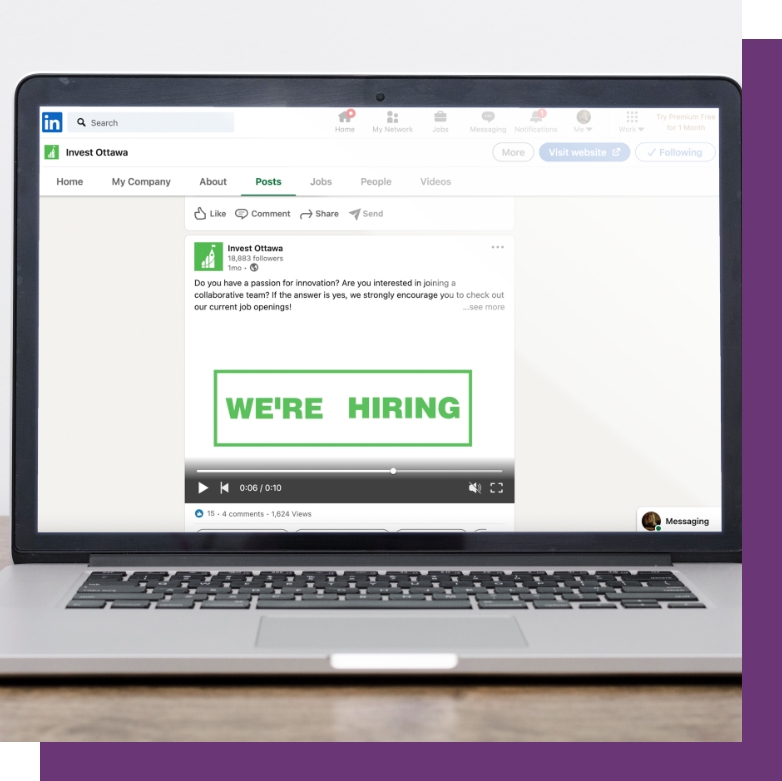 in
Search
Home
My Network
Jobs
Messaging
Notifications
Me
Work
Try Premium Free
for 1 Month
Invest Ottawa
More
Visit website
✓ Following
Home
My Company
About
Posts
Jobs
People
Videos
Like
Comment
Share
Send
Invest Ottawa
18,883 followers
1mo •
Do you have a passion for innovation? Are you interested in joining a
collaborative team? If the answer is yes, we strongly encourage you to check out
our current job openings!
...see more
WE'RE HIRING
0:06 / 0:10
15 • 4 comments • 1,624 Views
Messaging